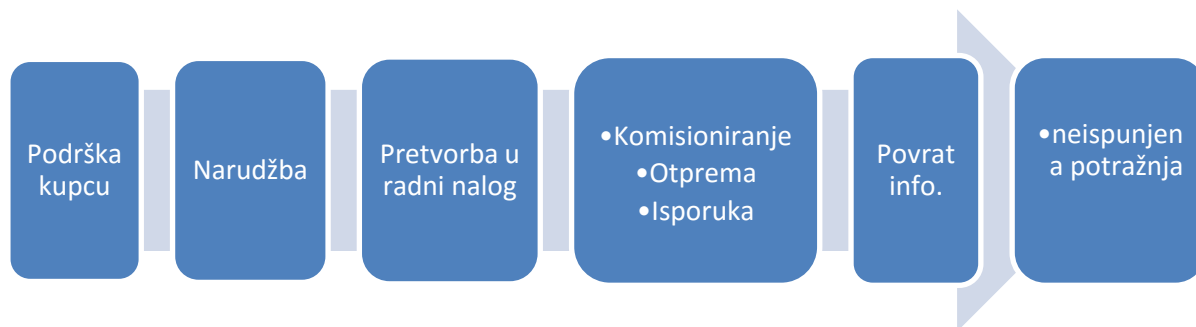 Podrška
kupcu
Narudžba
Pretvorba u
radni nalog
•Komisioniranje
•Otprema
•Isporuka
Povrat
info.
•neispunjen
a potražnja